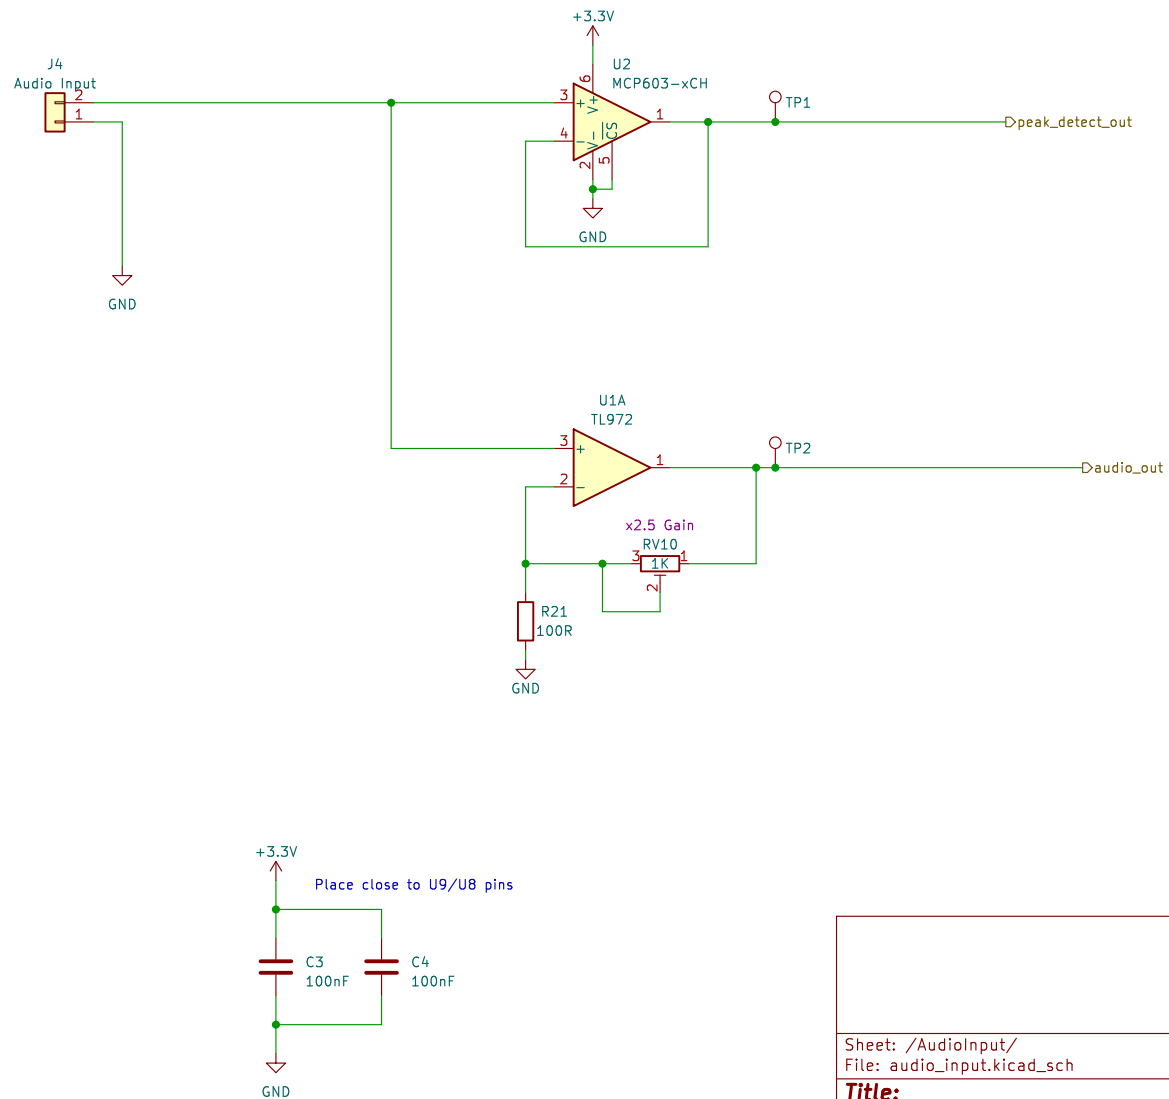 +3.3V
J4
Audio Input
2
1
GND
U2
MCP603-xCH
6
3
+
V+
4
-
V-
CS
2
5
1
GND
TP1
peak_detect_out
U1A
TL972
3
+
2
-
1
TP2
audio_out
x2.5 Gain
RV10
3
1K
1
2
R21
100R
GND
+3.3V
Place close to U9/U8 pins
C3
100nF
C4
100nF
GND
Sheet: /AudioInput/
File: audio_input.kicad_sch
Title: